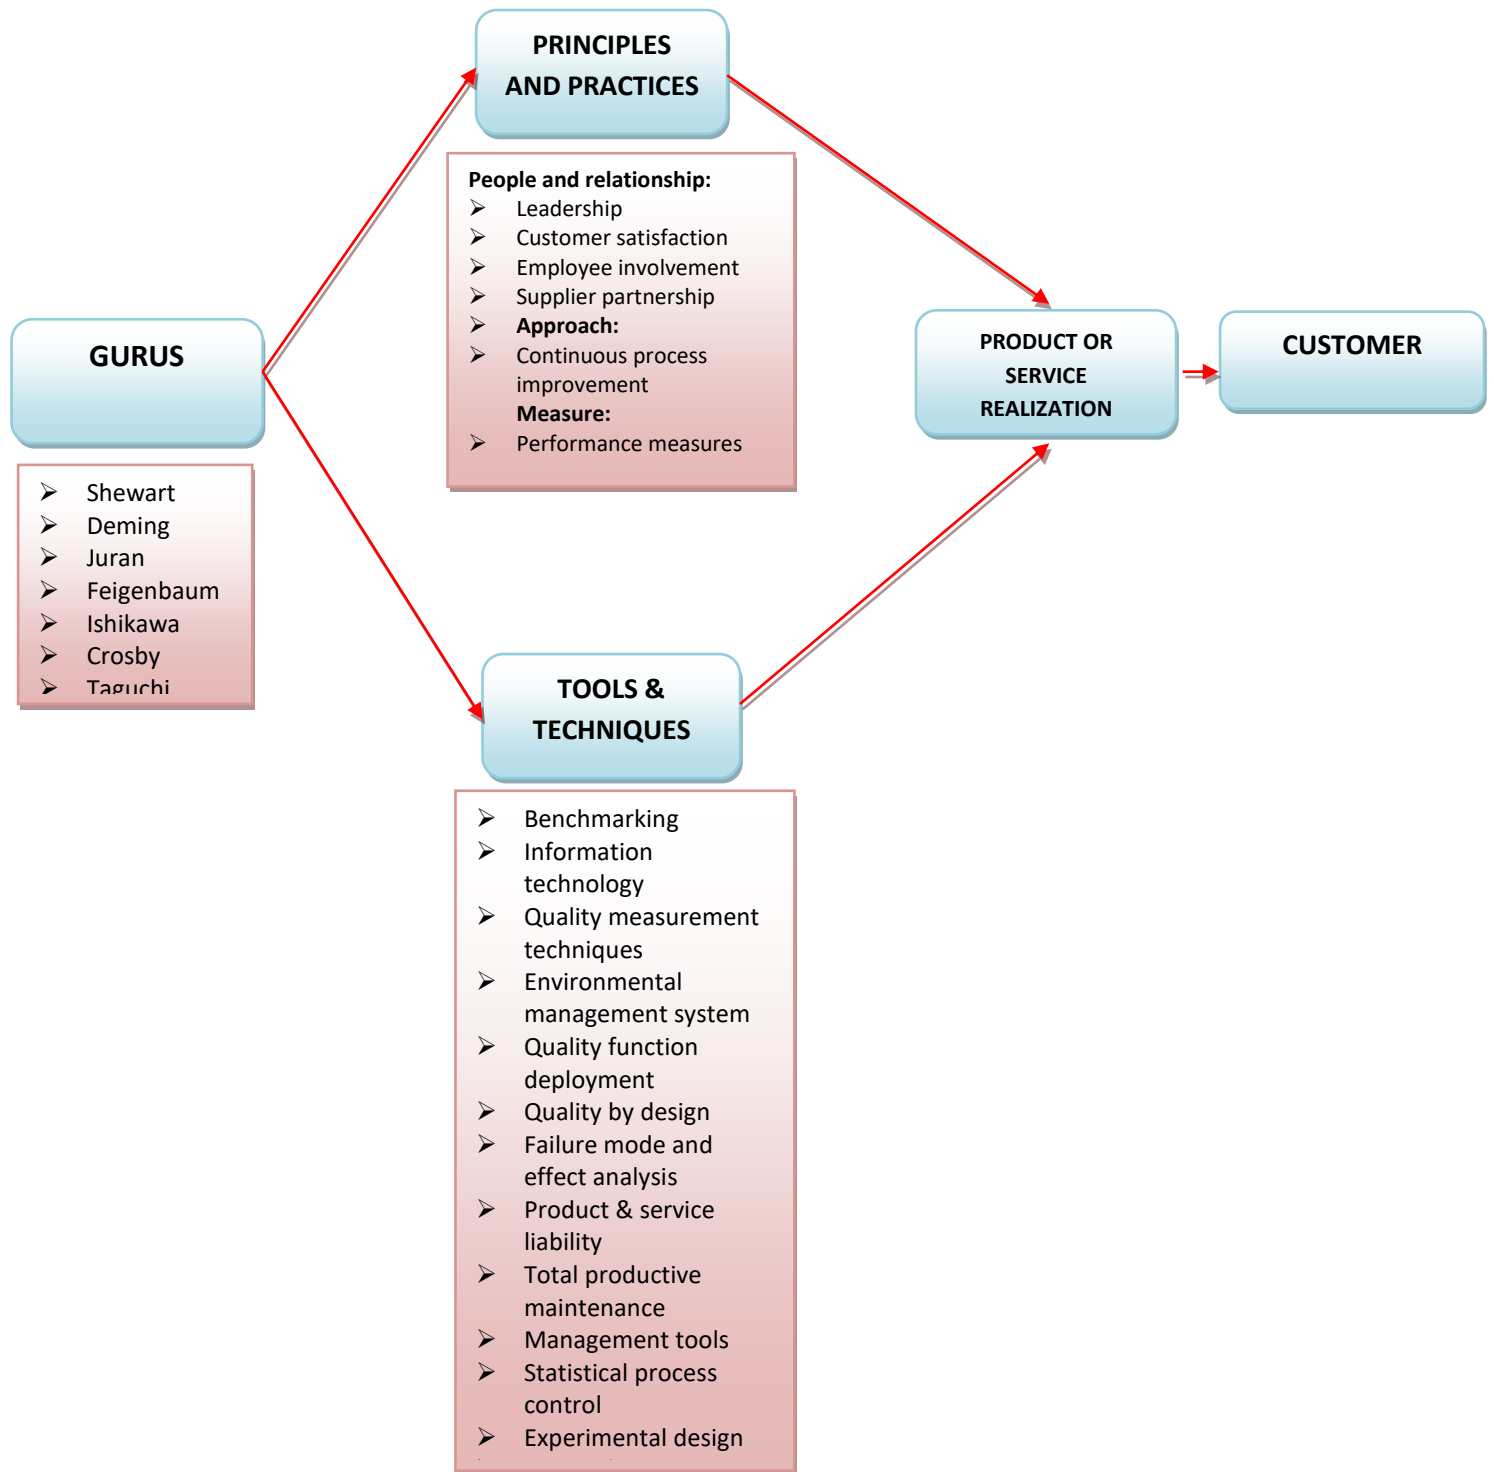 PRINCIPLES
AND PRACTICES
People and relationship:
➢ Leadership
➢ Customer satisfaction
➢ Employee involvement
➢ Supplier partnership
➢ Approach:
➢ Continuous process
improvement
Measure:
➢ Performance measures
GURUS
➢ Shewart
➢ Deming
➢ Juran
➢ Feigenbaum
➢ Ishikawa
➢ Crosby
➢ Taguchi
PRODUCT OR
SERVICE
REALIZATION
CUSTOMER
TOOLS &
TECHNIQUES
➢ Benchmarking
➢ Information
technology
➢ Quality measurement
techniques
➢ Environmental
management system
➢ Quality function
deployment
➢ Quality by design
➢ Failure mode and
effect analysis
➢ Product & service
liability
➢ Total productive
maintenance
➢ Management tools
➢ Statistical process
control
➢ Experimental design